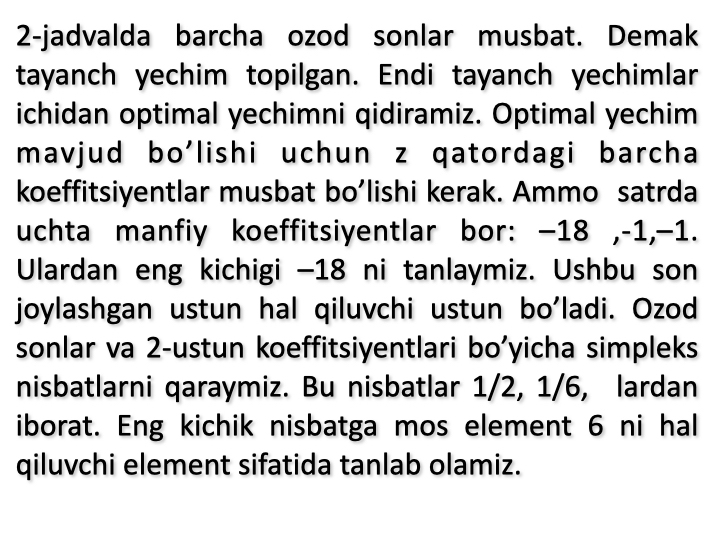 2-jadvalda barcha ozod sonlar musbat. Demak
tayanch yechim topilgan. Endi tayanch yechimlar
ichidan optimal yechimni qidiramiz. Optimal yechim
mavjud bo’lishi uchun z qatordagi barcha
koeffitsiyentlar musbat bo’lishi kerak. Ammo  satrda
uchta manfiy koeffitsiyentlar bor: –18 ,-1,–1.
Ulardan eng kichigi –18 ni tanlaymiz. Ushbu son
joylashgan ustun hal qiluvchi ustun bo’ladi. Ozod
sonlar va 2-ustun koeffitsiyentlari bo’yicha simpleks
nisbatlarni qaraymiz. Bu nisbatlar 1/2, 1/6,  lardan
iborat. Eng kichik nisbatga mos element 6 ni hal
qiluvchi element sifatida tanlab olamiz.